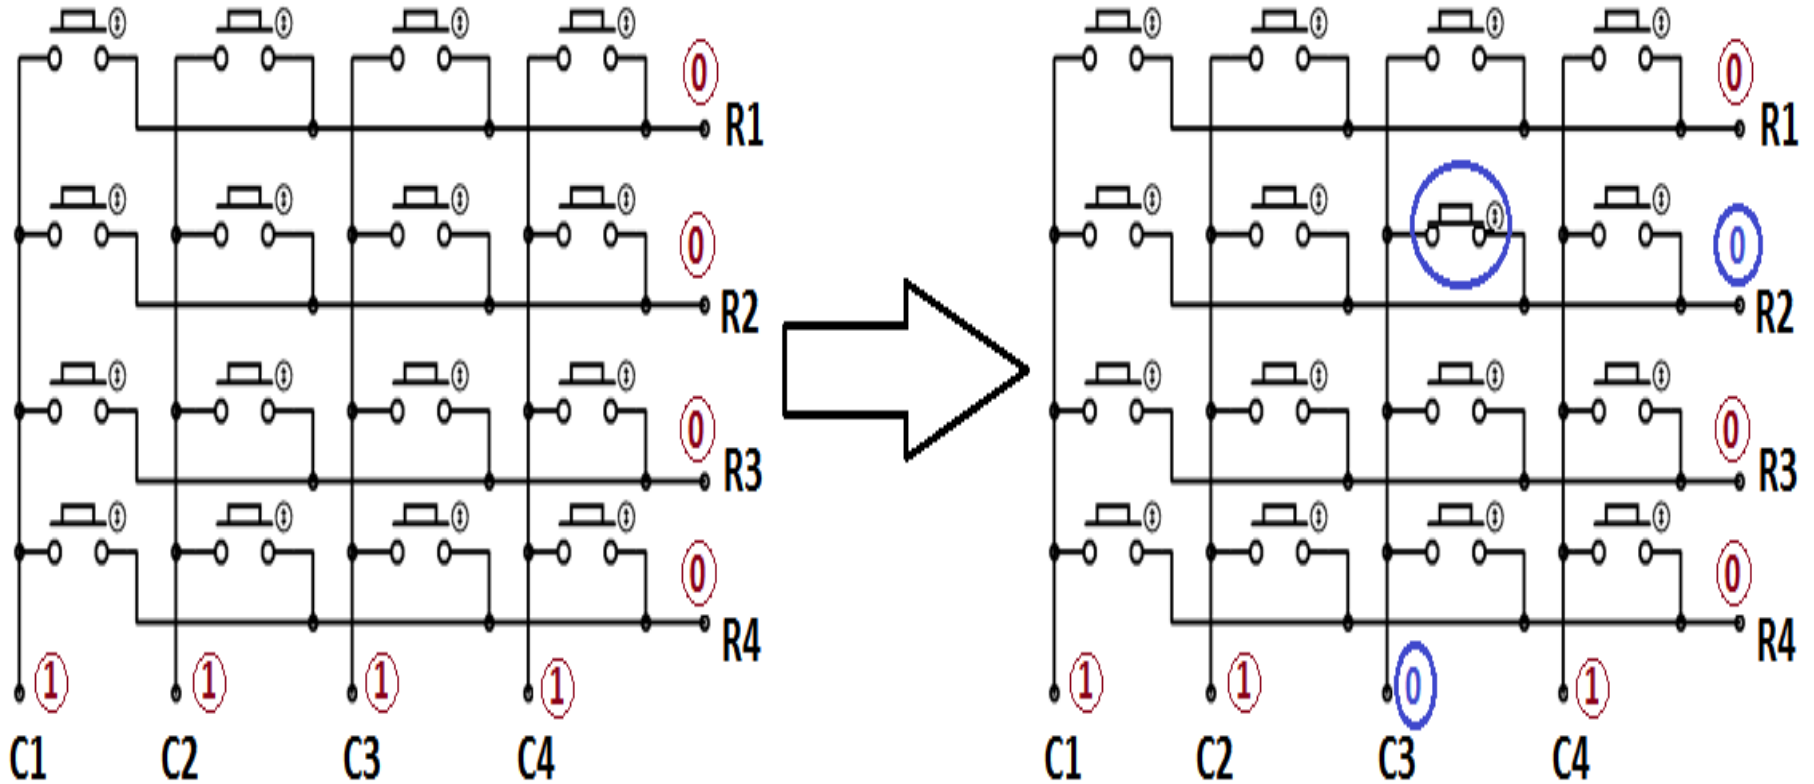 0 0
R1 R1
0 0
R2 R2
0 0
R3 R3
0 0
R4 R4
1 1 1 1 1 1 0 1
C1 C2 C3 C4 C1 C2 C3 C4